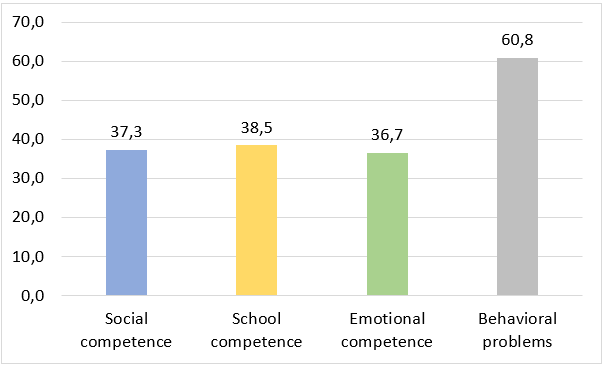 70,0
60,0
50,0
40,0
30,0
20,0
10,0
0,0
37,3
38,5
36,7
60,8
Social
competence
School
competence
Emotional
competence
Behavioral
problems